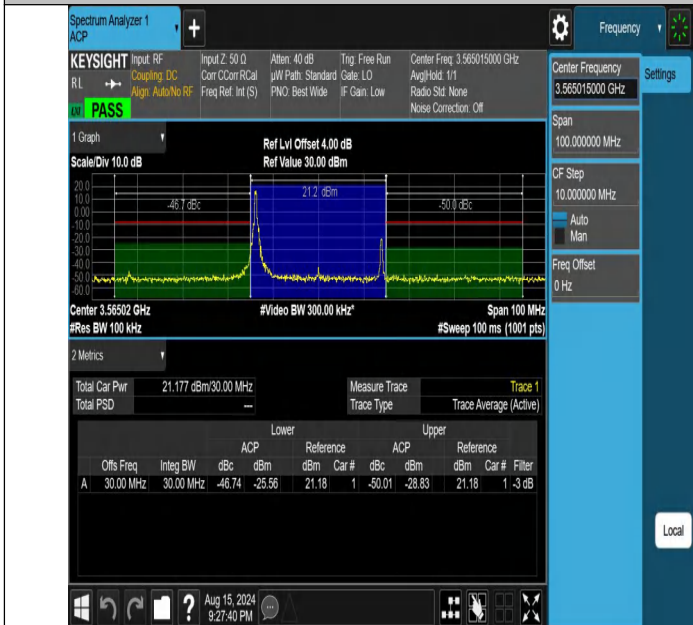 Spectrum Analyzer 1
ACP
Frequency
KEYSIGHT
RL
PASS
Input: RF
Coupling: DC
Align: Auto/No RF
Input Z: 50 Ω
Corr CCorr RCal
Freq Ref: Int (S)
Atten: 40 dB
µW Path: Standard
PNO: Best Wide
Trig: Free Run
Gate: LO
IF Gain: Low
Center Freq: 3.565015000 GHz
Avg|Hold: 1/1
Radio Std: None
Noise Correction: Off
Center Frequency
3.565015000 GHz
Settings
Span
100.000000 MHz
CF Step
10.000000 MHz
Auto
Man
Freq Offset
0 Hz
1 Graph
Scale/Div 10.0 dB
Ref Lvl Offset 4.00 dB
Ref Value 30.00 dBm
20.0
10.0
0.00
-10.0
-20.0
-30.0
-40.0
-50.0
-60.0
-46.7 dBc
21.2 dBm
-50.0 dBc
Center 3.56502 GHz
#Video BW 300.00 kHz*
Span 100 MHz
#Res BW 100 kHz
#Sweep 100 ms (1001 pts)
2 Metrics
Total Car Pwr 21.177 dBm/30.00 MHz
Total PSD ---
Measure Trace Trace 1
Trace Type Trace Average (Active)
Lower Upper
ACP Reference ACP Reference
Offs Freq Integ BW dBc dBm dBm Car # dBc dBm dBm Car # Filter
A 30.00 MHz 30.00 MHz -46.74 -25.56 21.18 1 -50.01 -28.83 21.18 1 -3 dB
Local
Aug 15, 2024
9:27:40 PM